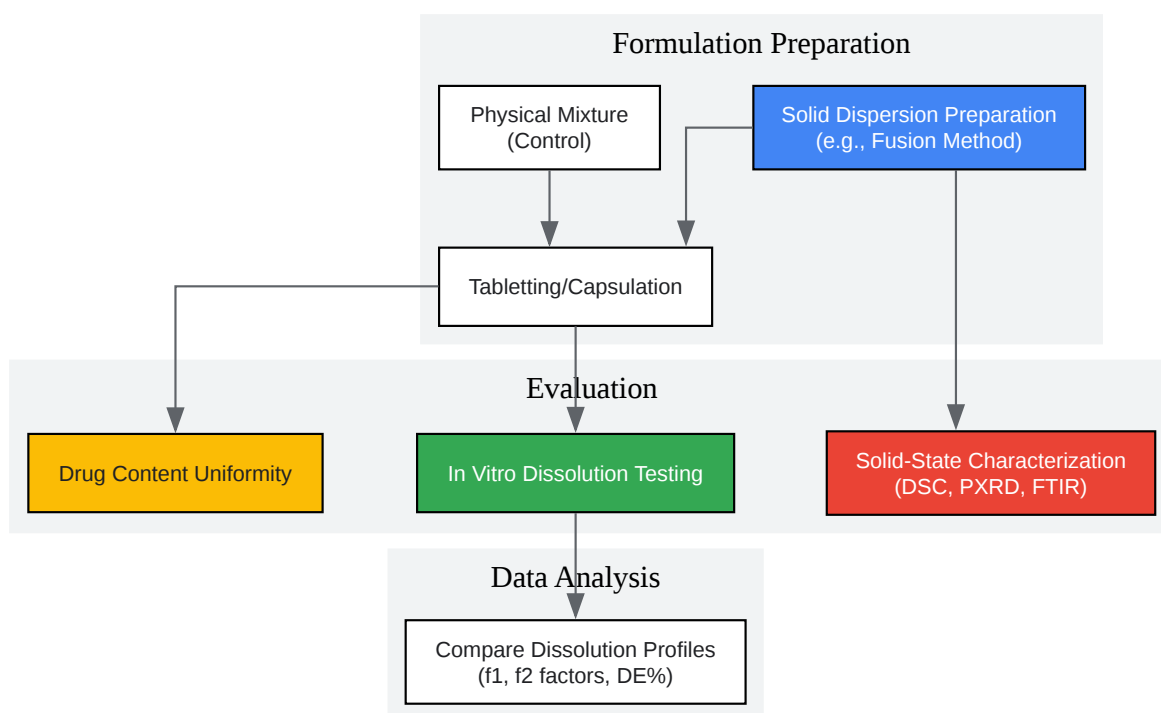 Formulation Preparation
Physical Mixture
(Control)
Solid Dispersion Preparation
(e.g., Fusion Method)
Tabletting/Capsulation
Evaluation
Drug Content Uniformity
In Vitro Dissolution Testing
Solid-State Characterization
(DSC, PXRD, FTIR)
Data Analysis
Compare Dissolution Profiles
(f1, f2 factors, DE%)